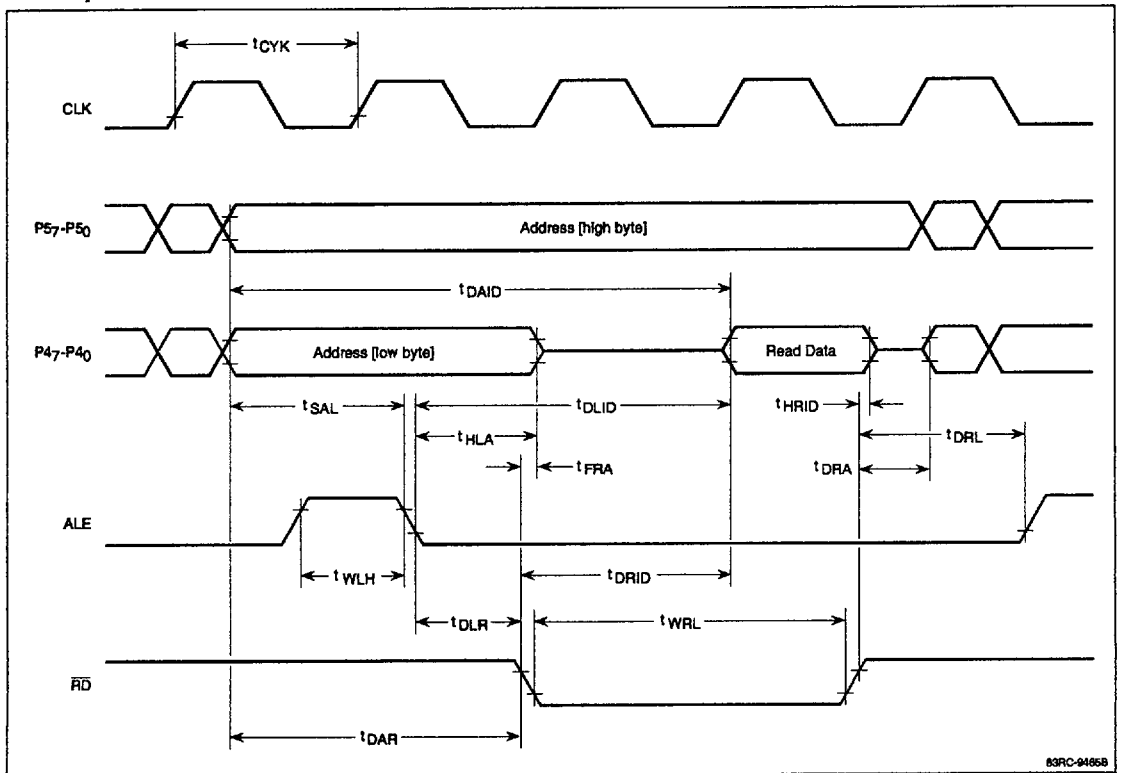 tCYK
CLK
P57-P50
Address [high byte]
tDAID
P47-P40
Address [low byte]
Read Data
tSAL
tDLID
tHRID
tHLA
tDRL
tFRA
tDRA
ALE
tWLH
tDRID
tDLR
tWRL
RD
tDAR
83RC-9465B